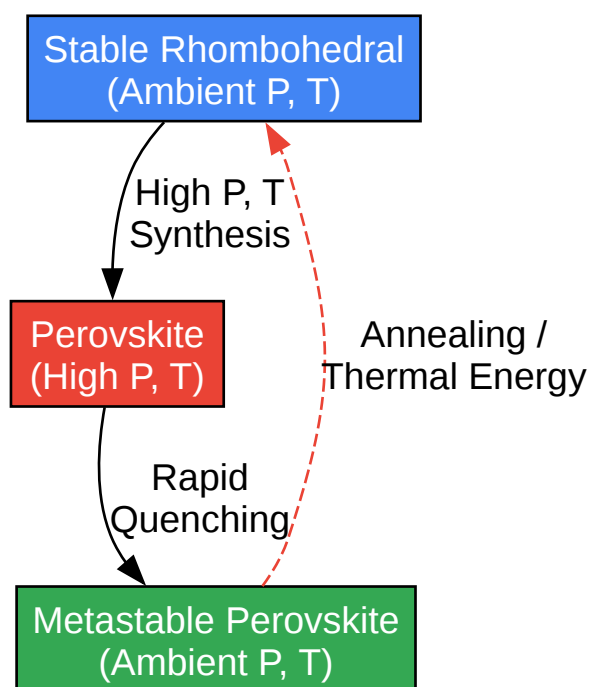 Stable Rhombohedral
(Ambient P, T)
High P, T
Synthesis
Perovskite
(High P, T)
Annealing /
Thermal Energy
Rapid
Quenching
Metastable Perovskite
(Ambient P, T)